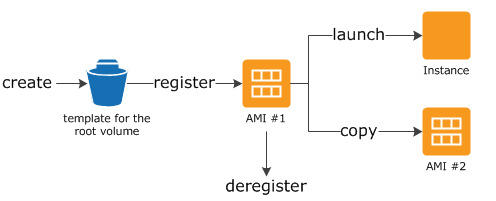 launch
Instance
create
register
template for the
root volume
AMI #1
copy
AMI #2
deregister